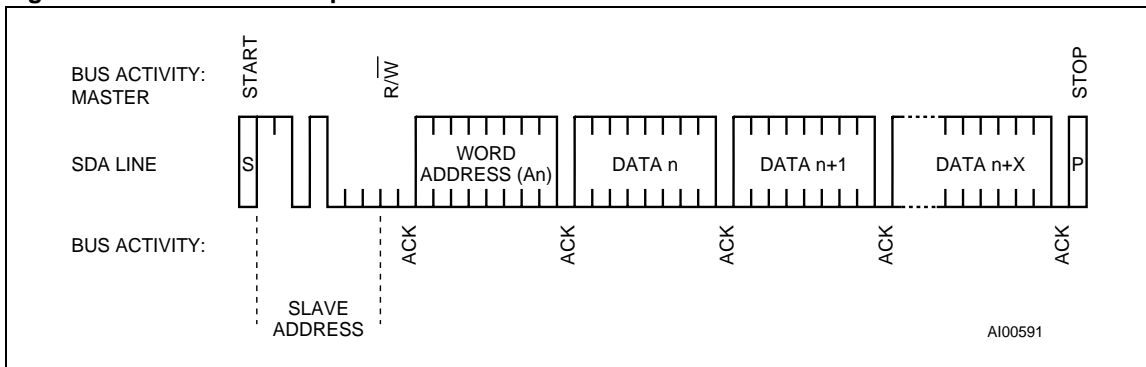 BUS ACTIVITY:
MASTER
START
R/W
STOP
SDA LINE
S
WORD
ADDRESS (An)
DATA n
DATA n+1
DATA n+X
P
BUS ACTIVITY:
ACK
ACK
ACK
ACK
ACK
SLAVE
ADDRESS
AI00591